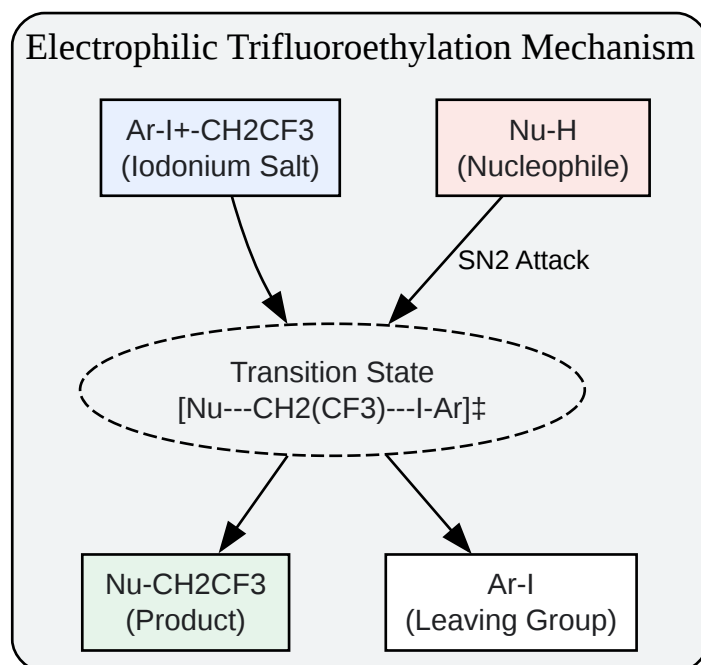 Electrophilic Trifluoroethylation Mechanism
Ar-I+-CH2CF3
(Iodonium Salt)
Nu-H
(Nucleophile)
SN2 Attack
Transition State
[Nu---CH2(CF3)---I-Ar]‡
Nu-CH2CF3
(Product)
Ar-I
(Leaving Group)